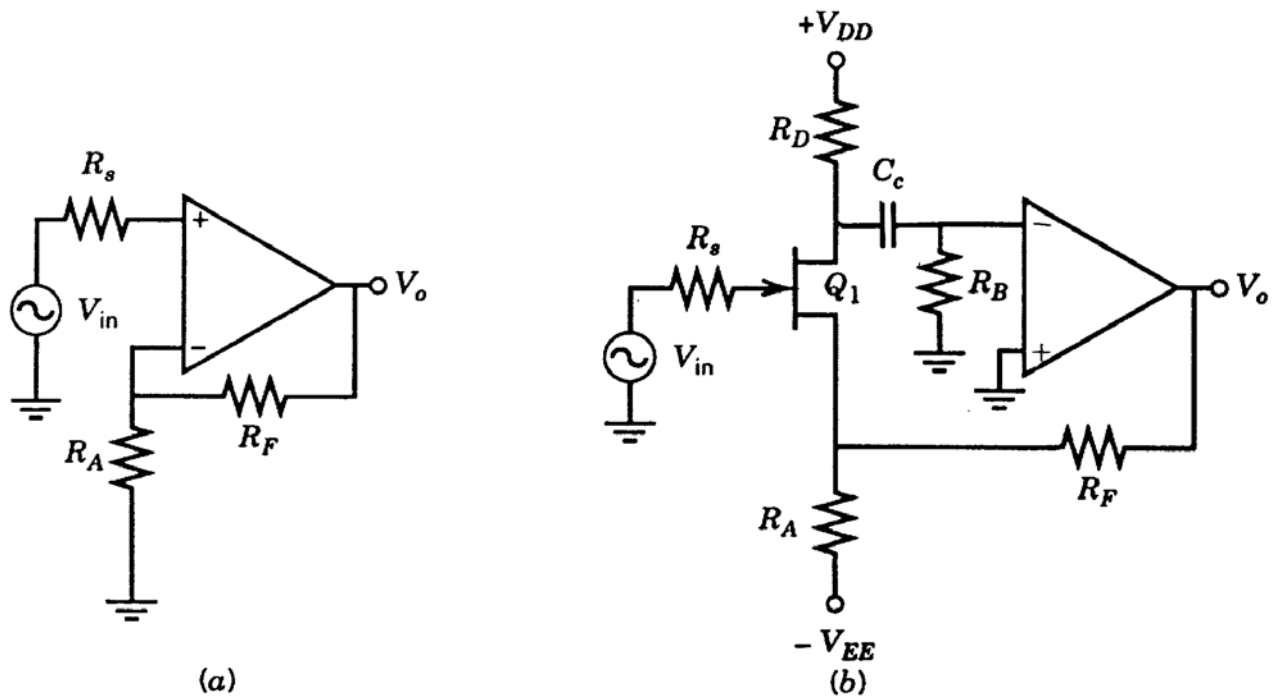 R_s
+
V_in
−
V_o
R_F
R_A
(a)
+V_DD
R_D
C_c
R_s
Q_1
R_B
−
+
V_o
V_in
R_F
R_A
− V_EE
(b)